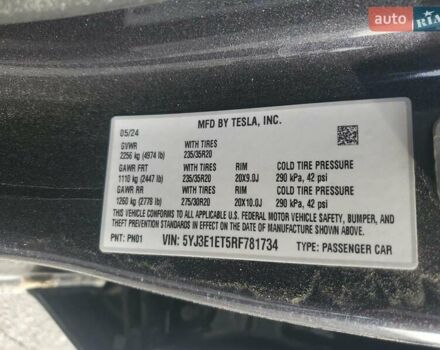 auto RIA
MFD BY TESLA, INC.
05/24
GVWR WITH TIRES
2256 kg (4974 lb) 235/35R20
GAWR FRT WITH TIRES RIM COLD TIRE PRESSURE
1110 kg (2447 lb) 235/35R20 20X9.0J 290 kPa, 42 psi
GAWR RR WITH TIRES RIM COLD TIRE PRESSURE
1260 kg (2778 lb) 275/30R20 20X10.0J 290 kPa, 42 psi
THIS VEHICLE CONFORMS TO ALL APPLICABLE
FEDERAL MOTOR VEHICLE SAFETY, BUMPER, AND
THEFT PREVENTION STANDARDS IN EFFECT
ON THE DATE OF MANUFACTURE SHOWN ABOVE.
PNT: PN01 VIN: 5YJ3E1ET5RF781734 TYPE: PASSENGER CAR